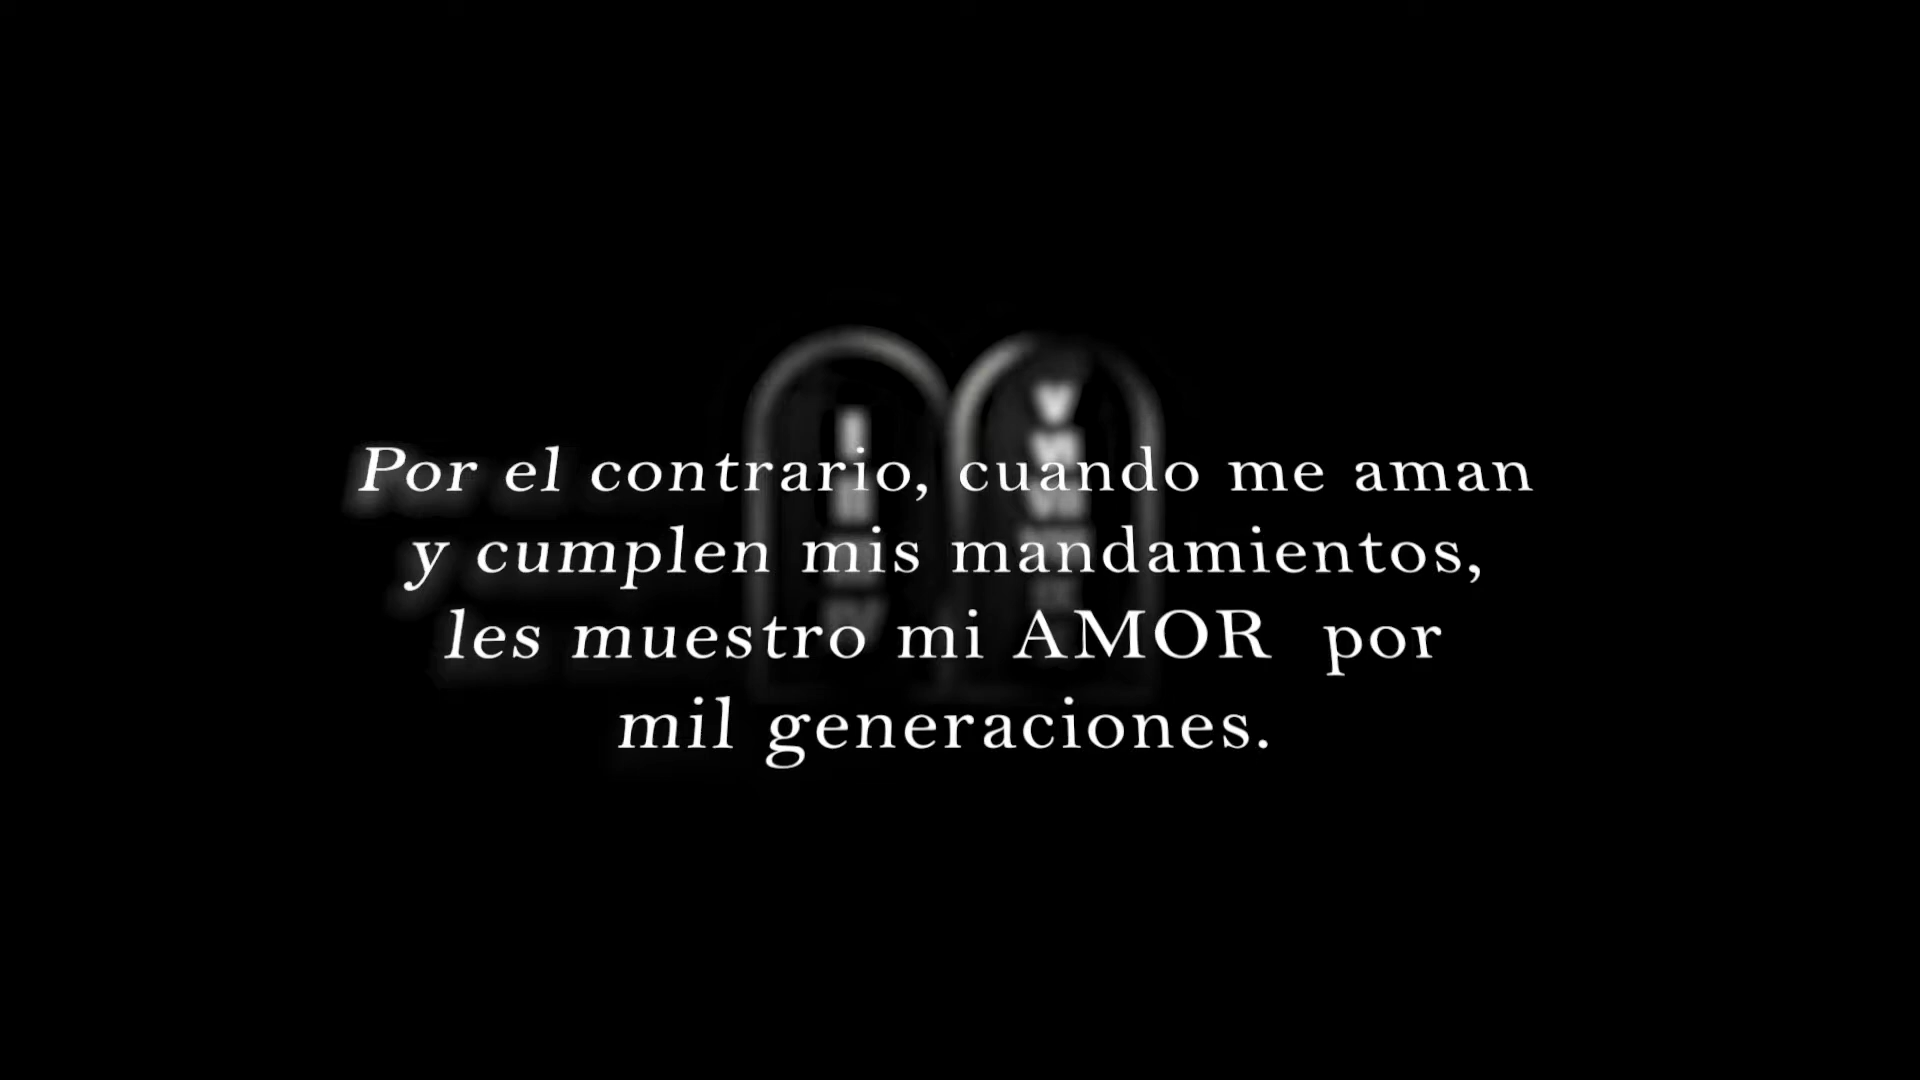 Por el contrario, cuando me aman
y cumplen mis mandamientos,
les muestro mi AMOR por
mil generaciones.